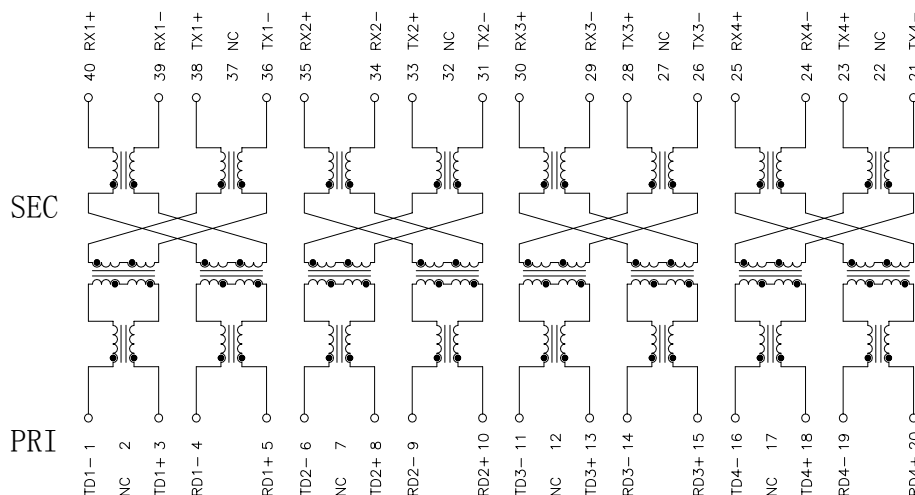 40 RX1+
39 RX1-
38 TX1+
37 NC
36 TX1-
35 RX2+
34 RX2-
33 TX2+
32 NC
31 TX2-
30 RX3+
29 RX3-
28 TX3+
27 NC
26 TX3-
25 RX4+
24 RX4-
23 TX4+
22 NC
21 TX4-
SEC
PRI
TD1- 1
NC 2
TD1+ 3
RD1- 4
RD1+ 5
TD2- 6
NC 7
TD2+ 8
RD2- 9
RD2+ 10
TD3- 11
NC 12
TD3+ 13
RD3- 14
RD3+ 15
TD4- 16
NC 17
TD4+ 18
RD4- 19
RD4+ 20